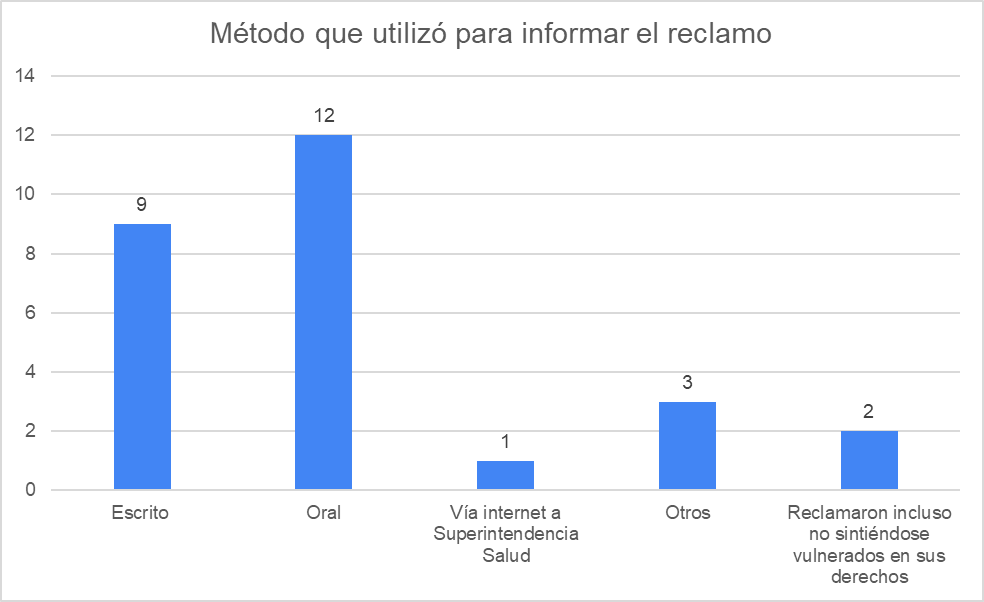 Método que utilizó para informar el reclamo
14
12
10
8
6
4
2
0
9
12
1
3
2
Escrito
Oral
Vía internet a
Superintendencia
Salud
Otros
Reclamaron incluso
no sintiéndose
vulnerados en sus
derechos